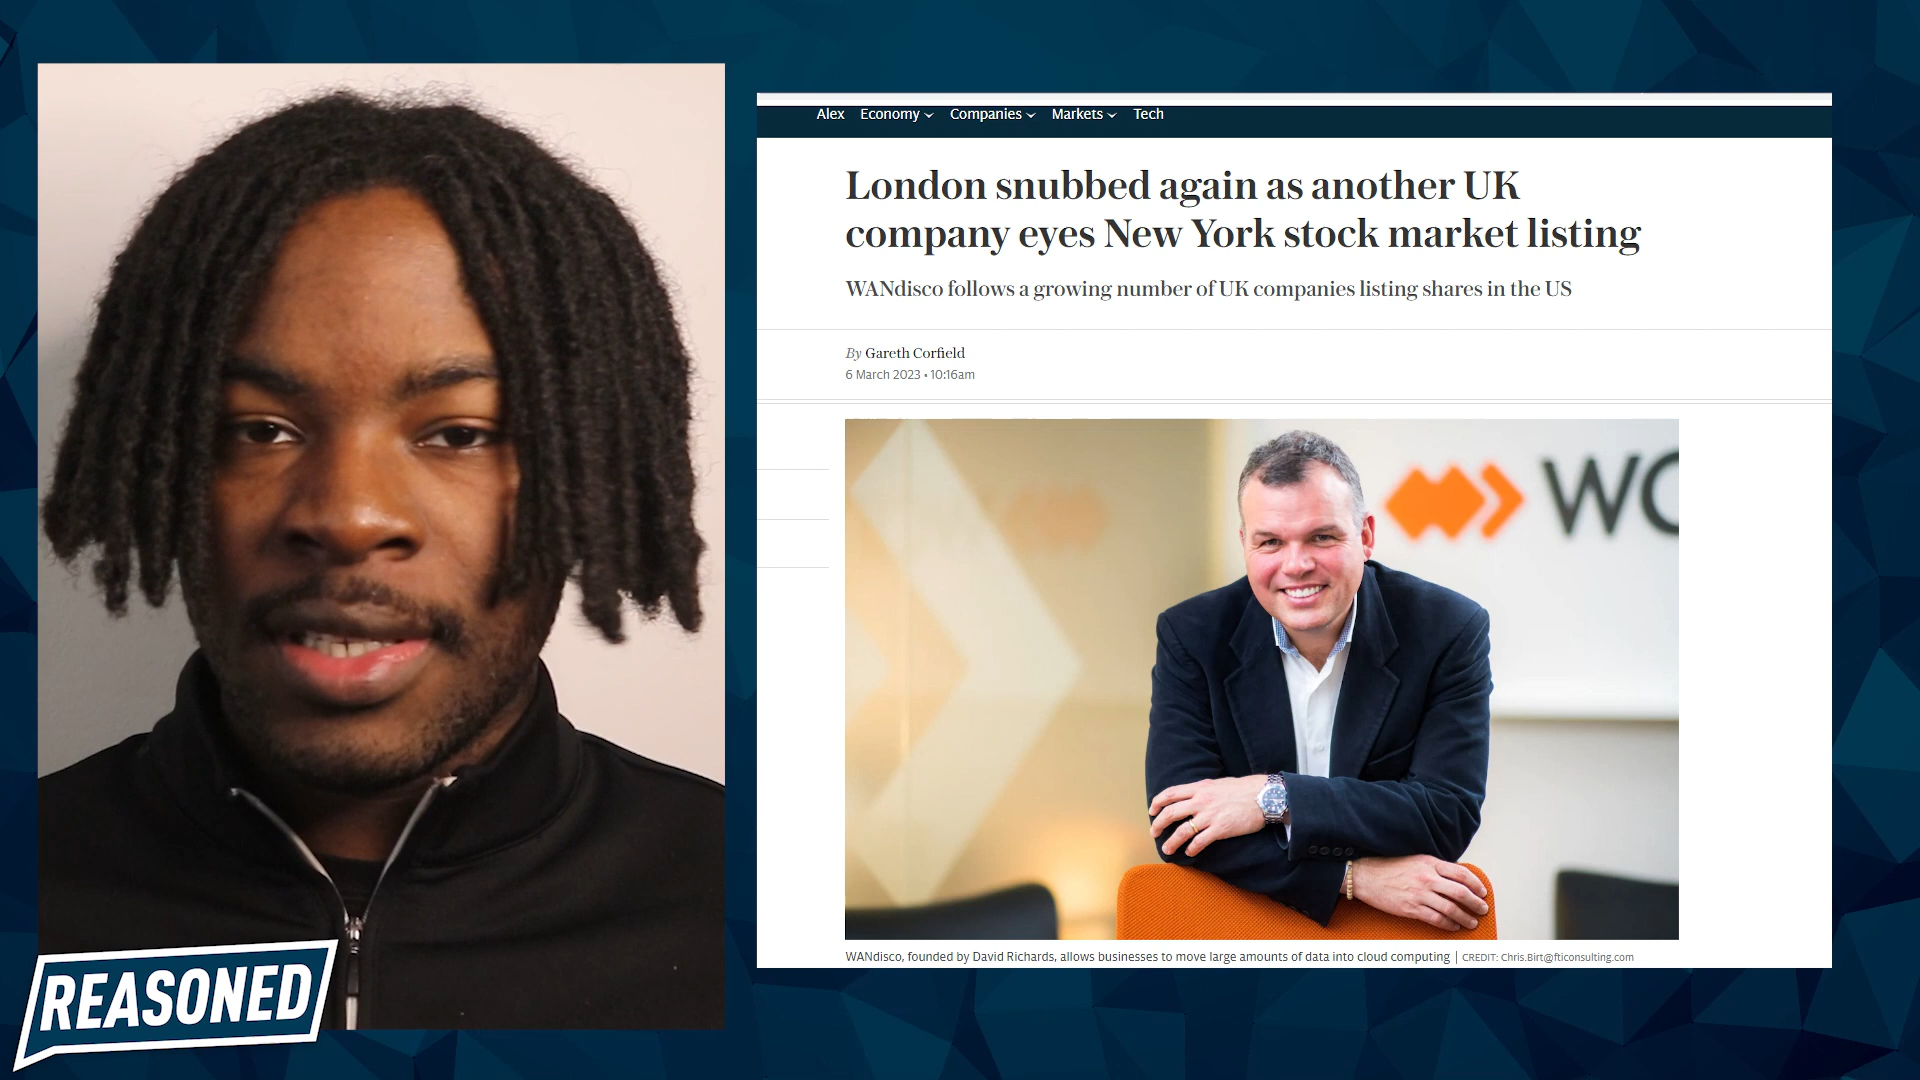 Alex Economy Companies Markets Tech
London snubbed again as another UK
company eyes New York stock market listing
WANdisco follows a growing number of UK companies listing shares in the US
By Gareth Corfield
6 March 2023 • 10:16am
WANdisco, founded by David Richards, allows businesses to move large amounts of data into cloud computing | CREDIT: Chris.Birt@fticonsulting.com
REASONED